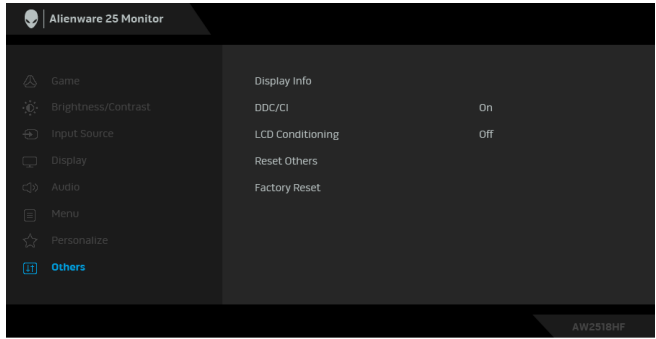 Alienware 25 Monitor
Game
Display Info
Brightness/Contrast
DDC/CI On
Input Source
LCD Conditioning Off
Display
Reset Others
Audio
Factory Reset
Menu
Personalize
Others
AW2518HF